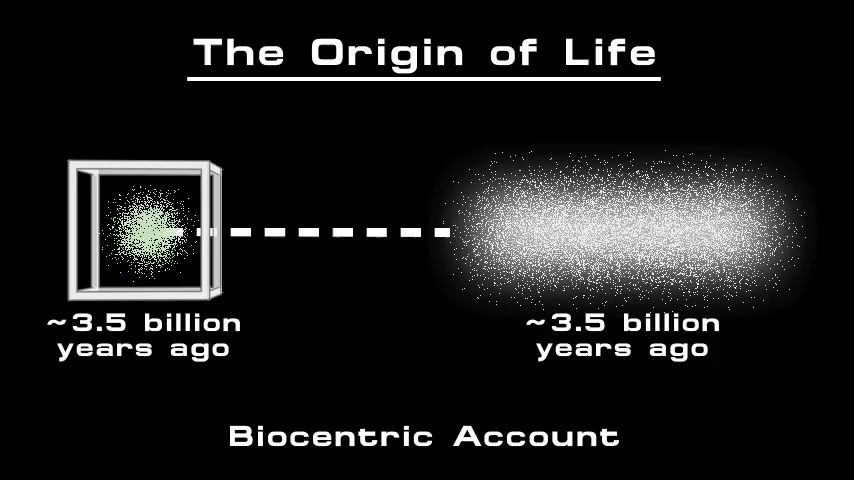 The Origin of Life
~3.5 billion
years ago
~3.5 billion
years ago
Biocentric Account